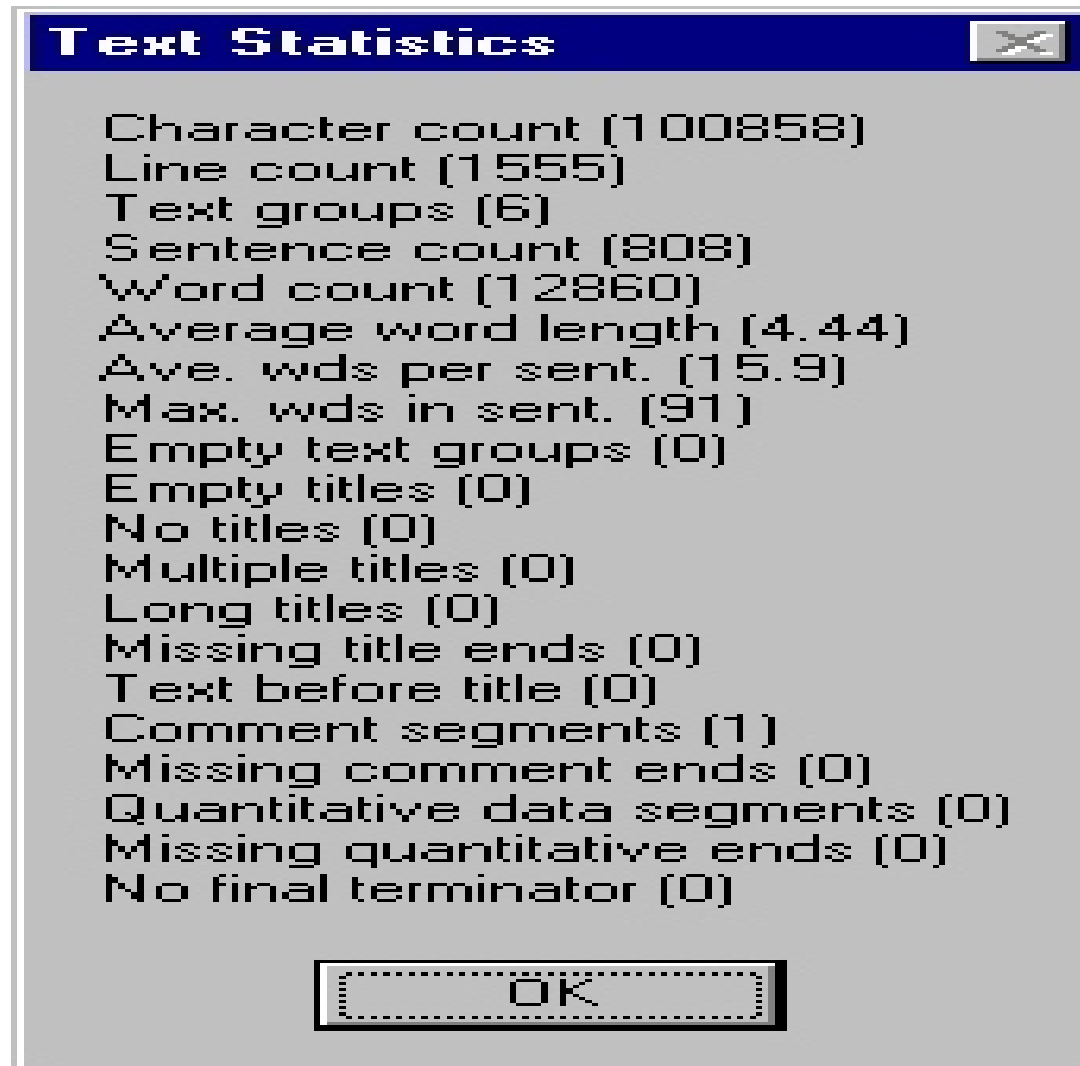 Text Statistics
Character count (100858)
Line count (1555)
Text groups (6)
Sentence count (808)
Word count (12860)
Average word length (4.44)
Ave. wds per sent. (15.9)
Max. wds in sent. (91)
Empty text groups (0)
Empty titles (0)
No titles (0)
Multiple titles (0)
Long titles (0)
Missing title ends (0)
Text before title (0)
Comment segments (1)
Missing comment ends (0)
Quantitative data segments (0)
Missing quantitative ends (0)
No final terminator (0)
OK